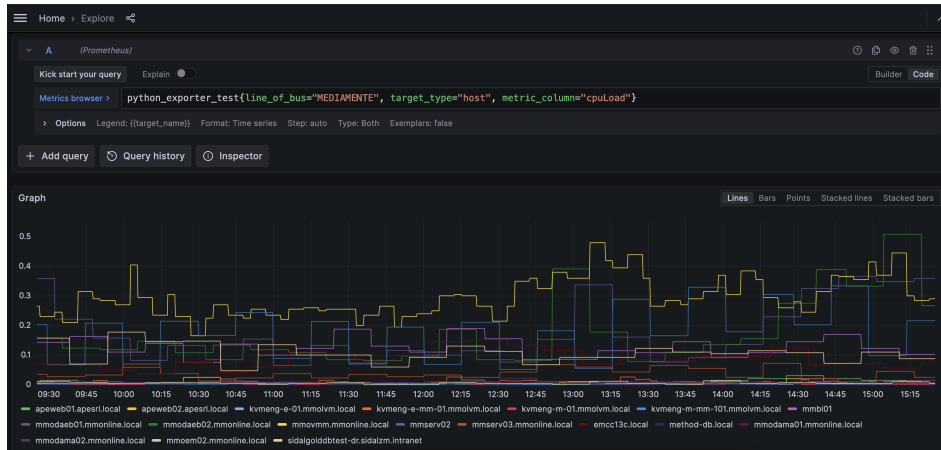 Home › Explore
A (Prometheus)
Kick start your query Explain Builder Code
Metrics browser > python_exporter_test{line_of_bus="MEDIAMENTE", target_type="host", metric_column="cpuLoad"}
> Options Legend: {{target_name}} Format: Time series Step: auto Type: Both Exemplars: false
+ Add query Query history Inspector
Graph Lines Bars Points Stacked lines Stacked bars
0.5
0.4
0.3
0.2
0.1
0
09:30 09:45 10:00 10:15 10:30 10:45 11:00 11:15 11:30 11:45 12:00 12:15 12:30 12:45 13:00 13:15 13:30 13:45 14:00 14:15 14:30 14:45 15:00 15:15
apeweb01.apesrl.local apeweb02.apesrl.local kvmeng-e-01.mmolvm.local kvmeng-e-mm-01.mmolvm.local kvmeng-m-01.mmolvm.local kvmeng-m-mm-101.mmolvm.local mmbi01
mmodaeb01.mmonline.local mmodaeb02.mmonline.local mmovmm.mmonline.local mmserv02 mmserv03.mmonline.local emcc13c.local method-db.local mmodama01.mmonline.local
mmodama02.mmonline.local mmoem02.mmonline.local sidalgolddbtest-dr.sidalzm.intranet